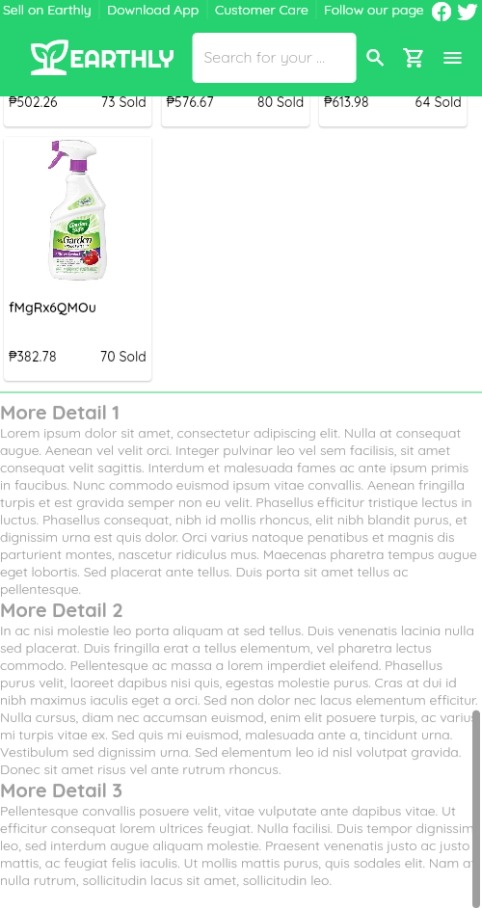 Sell on Earthly Download App Customer Care Follow our page
EARTHLY Search for your ...
₱502.26 73 Sold ₱576.67 80 Sold ₱613.98 64 Sold
Garden Safe
Garden
fMgRx6QMOu
₱382.78 70 Sold
More Detail 1
Lorem ipsum dolor sit amet, consectetur adipiscing elit. Nulla at consequat
augue. Aenean vel velit orci. Integer pulvinar leo vel sem facilisis, sit amet
consequat velit sagittis. Interdum et malesuada fames ac ante ipsum primis
in faucibus. Nunc commodo euismod ipsum vitae convallis. Aenean fringilla
turpis et est gravida semper non eu velit. Phasellus efficitur tristique lectus in
luctus. Phasellus consequat, nibh id mollis rhoncus, elit nibh blandit purus, et
dignissim urna est quis dolor. Orci varius natoque penatibus et magnis dis
parturient montes, nascetur ridiculus mus. Maecenas pharetra tempus augue
eget lobortis. Sed placerat ante tellus. Duis porta sit amet tellus ac
pellentesque.
More Detail 2
In ac nisi molestie leo porta aliquam at sed tellus. Duis venenatis lacinia nulla
sed placerat. Duis fringilla erat a tellus elementum, vel pharetra lectus
commodo. Pellentesque ac massa a lorem imperdiet eleifend. Phasellus
purus velit, laoreet dapibus nisi quis, egestas molestie purus. Cras at dui id
nibh maximus iaculis eget a orci. Sed non dolor nec lacus elementum efficitur.
Nulla cursus, diam nec accumsan euismod, enim elit posuere turpis, ac varius
mi turpis vitae ex. Sed quis mi euismod, malesuada ante a, tincidunt urna.
Vestibulum sed dignissim urna. Sed elementum leo id nisl volutpat gravida.
Donec sit amet risus vel ante rutrum rhoncus.
More Detail 3
Pellentesque convallis posuere velit, vitae vulputate ante dapibus vitae. Ut
efficitur consequat lorem ultrices feugiat. Nulla facilisi. Duis tempor dignissim
leo, sed interdum augue aliquam molestie. Praesent venenatis justo ac justo
mattis, ac feugiat felis iaculis. Ut mollis mattis purus, quis sodales elit. Nam at
nulla rutrum, sollicitudin lacus sit amet, sollicitudin leo.